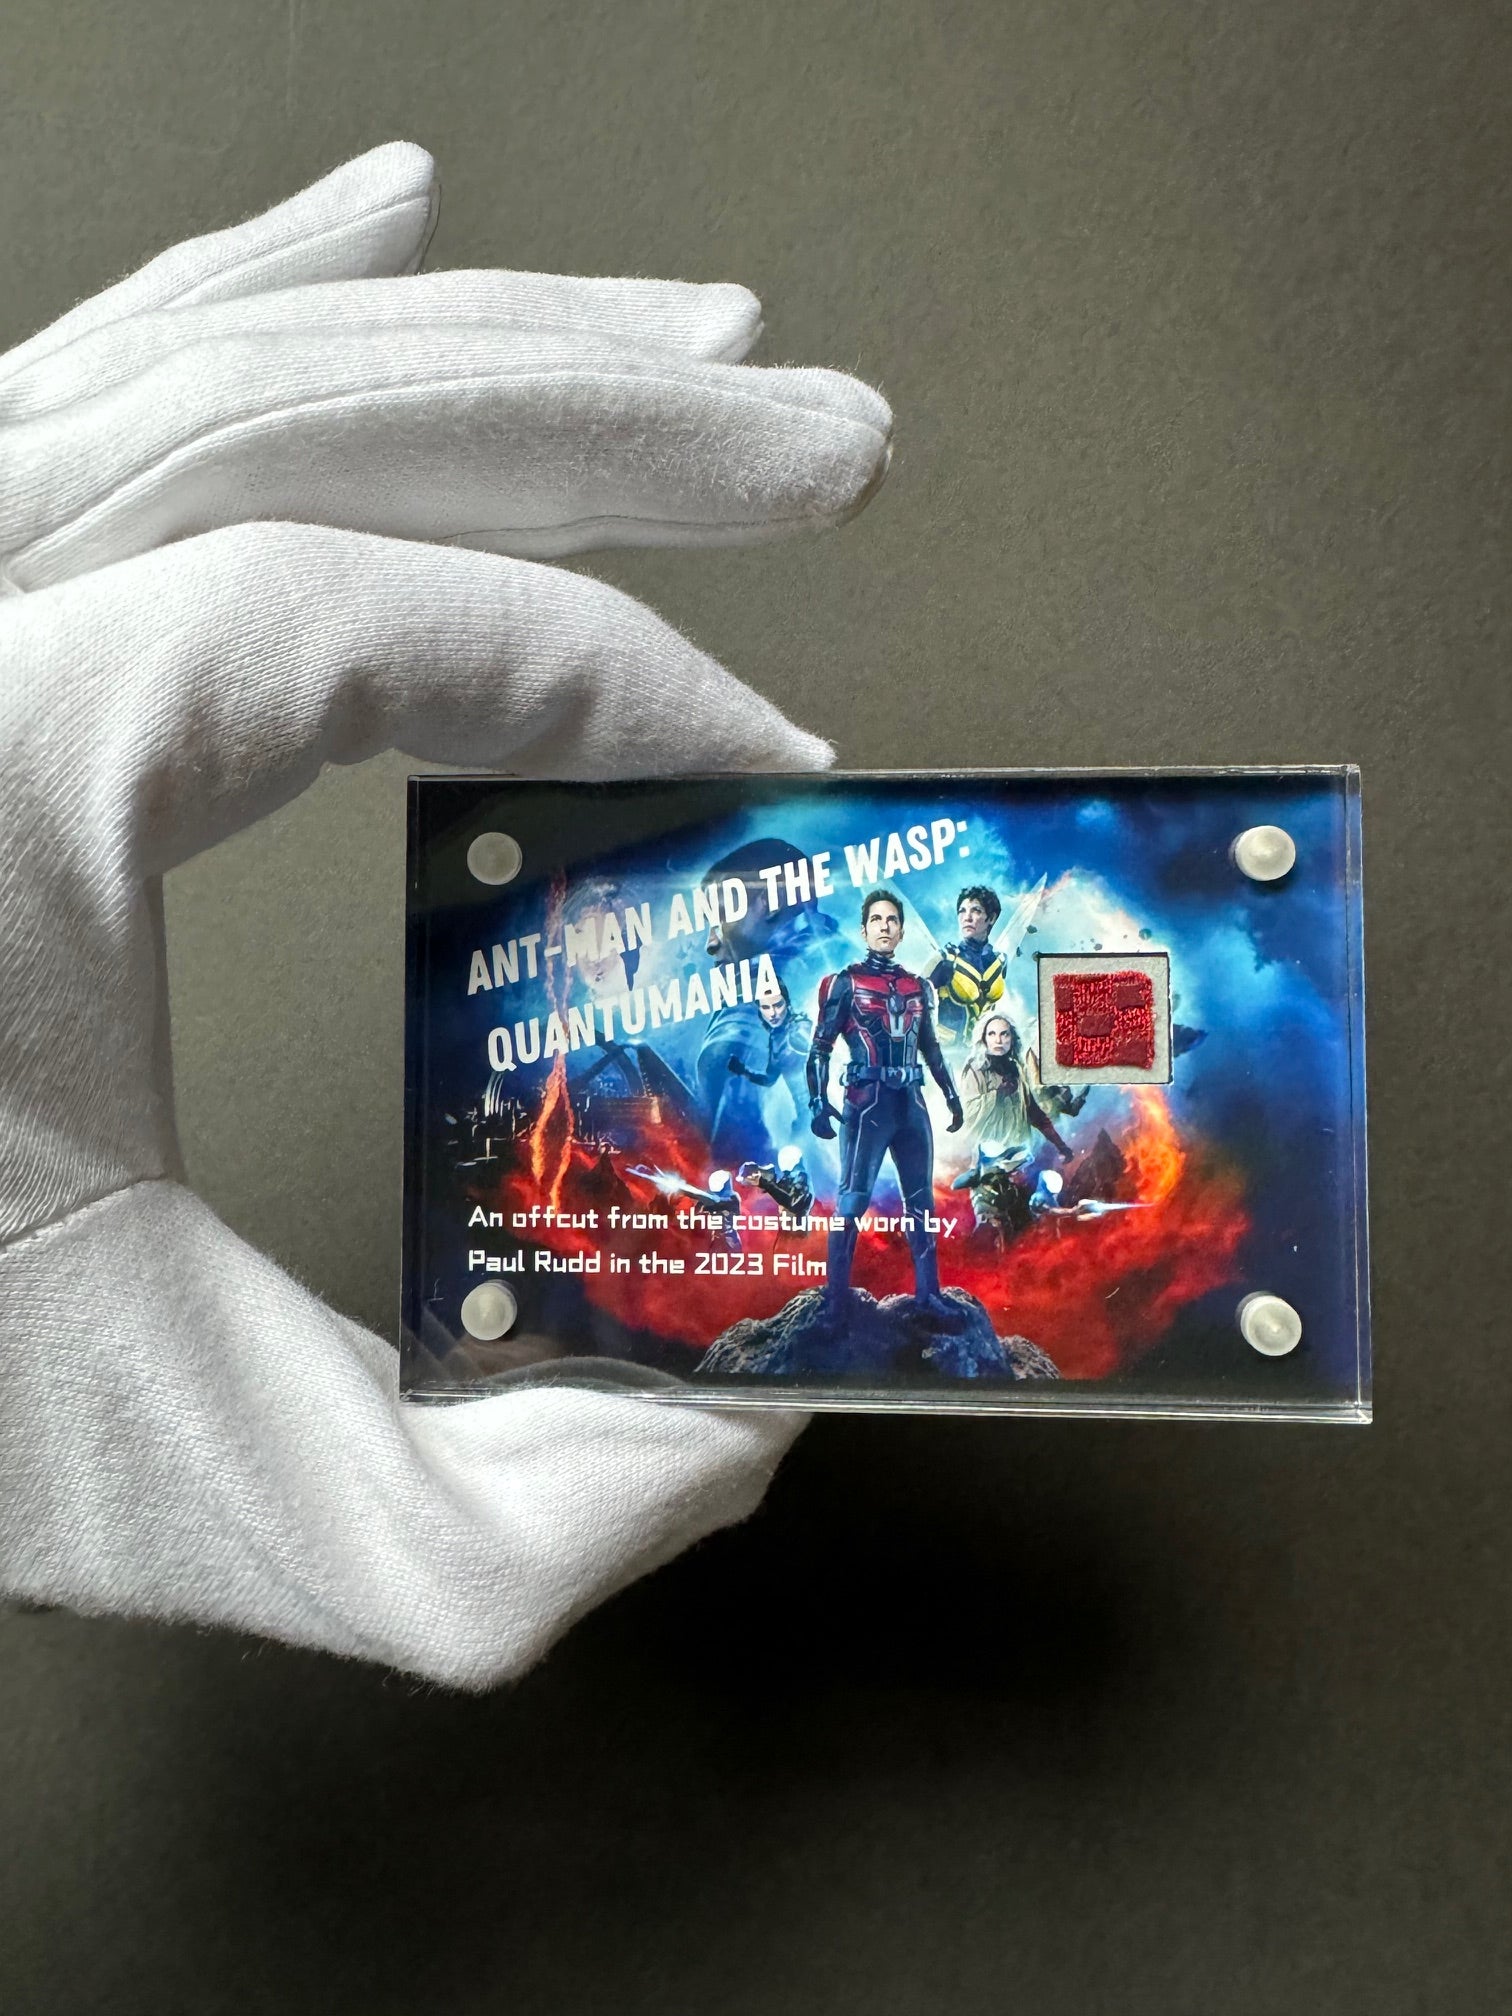 ANT-MAN AND THE WASP:
QUANTUMANIA
An offcut from the costume worn by
Paul Rudd in the 2023 Film